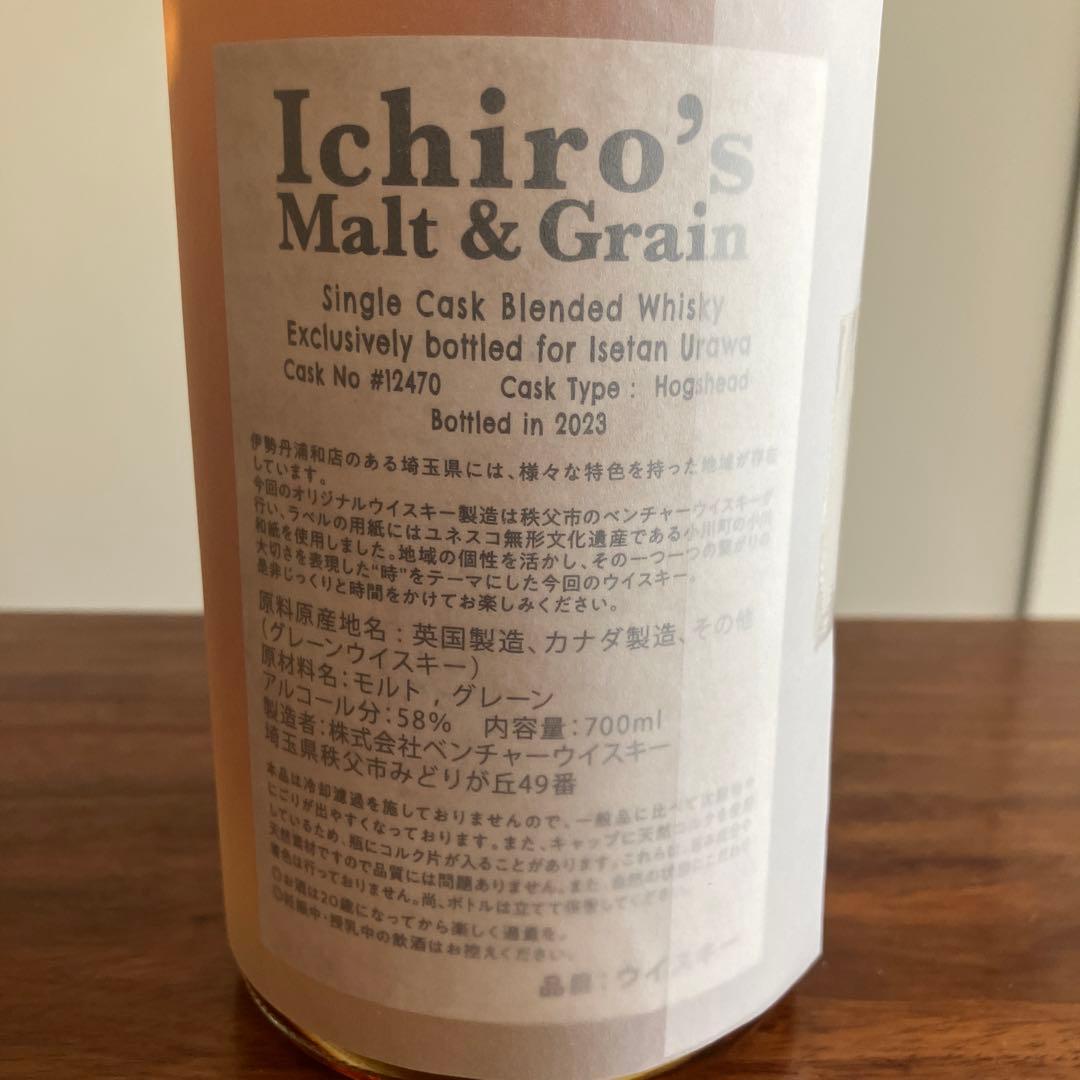 Ichiro's
Malt & Grain
Single Cask Blended Whisky
Exclusively bottled for Isetan Urawa
Cask No #12470 Cask Type : Hogshead
Bottled in 2023
伊勢丹浦和店のある埼玉県には、様々な特色を持った地域が存在
しています。
今回のオリジナルウイスキー製造は秩父市のベンチャーウイスキーが
行い、ラベルの用紙にはユネスコ無形文化遺産である小川町の小川
和紙を使用しました。地域の個性を活かし、その一つ一つの繋がりの
大切さを表現した“時”をテーマにした今回のウイスキー。
是非じっくりと時間をかけてお楽しみください。
原料原産地名：英国製造、カナダ製造、その他
（グレーンウイスキー）
原材料名：モルト，グレーン
アルコール分：58% 内容量：700ml
製造者：株式会社ベンチャーウイスキー
埼玉県秩父市みどりが丘49番
本品は冷却濾過を施しておりませんので、一般品に比べて
にごりが出やすくなっております。また、キャップに天然コルクを使用
しているため、瓶にコルク片が入ることがあります。これらは、
天然素材ですので品質には問題ありません。また、自然の状態にこだわり
着色は行っておりません。尚、ボトルは立てて保管してください。
◎お酒は20歳になってから楽しく適量を。
◎妊娠中・授乳中の飲酒はお控えください。
品目：ウイスキー